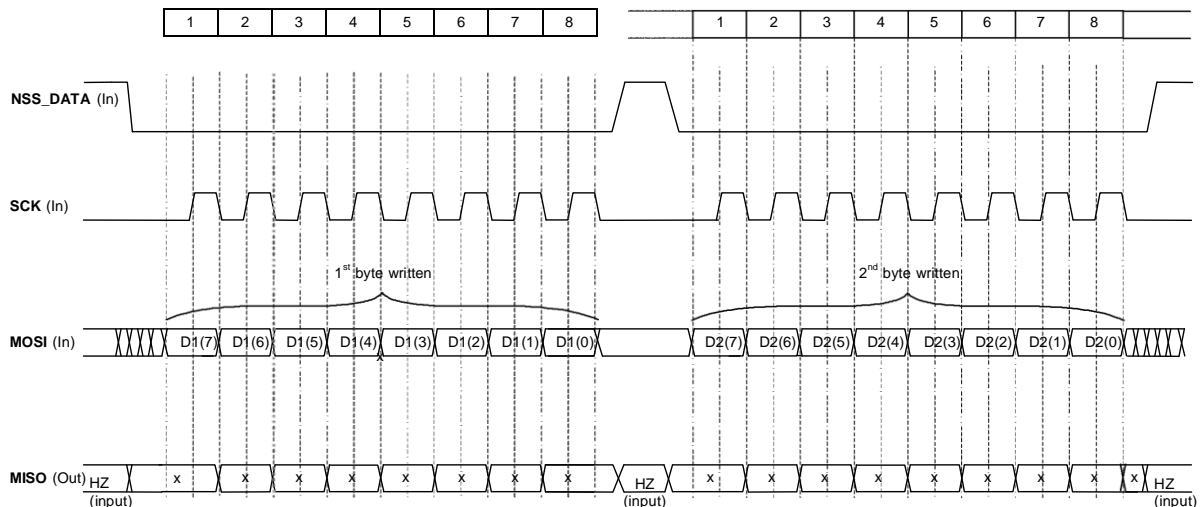 1 2 3 4 5 6 7 8 1 2 3 4 5 6 7 8
NSS_DATA (In)
SCK (In)
1st byte written 2nd byte written
MOSI (In) D1(7) D1(6) D1(5) D1(4) D1(3) D1(2) D1(1) D1(0) D2(7) D2(6) D2(5) D2(4) D2(3) D2(2) D2(1) D2(0)
x
MISO (Out) HZ x x x x x x x x HZ x x x x x x x x x HZ
(input) (input) (input)